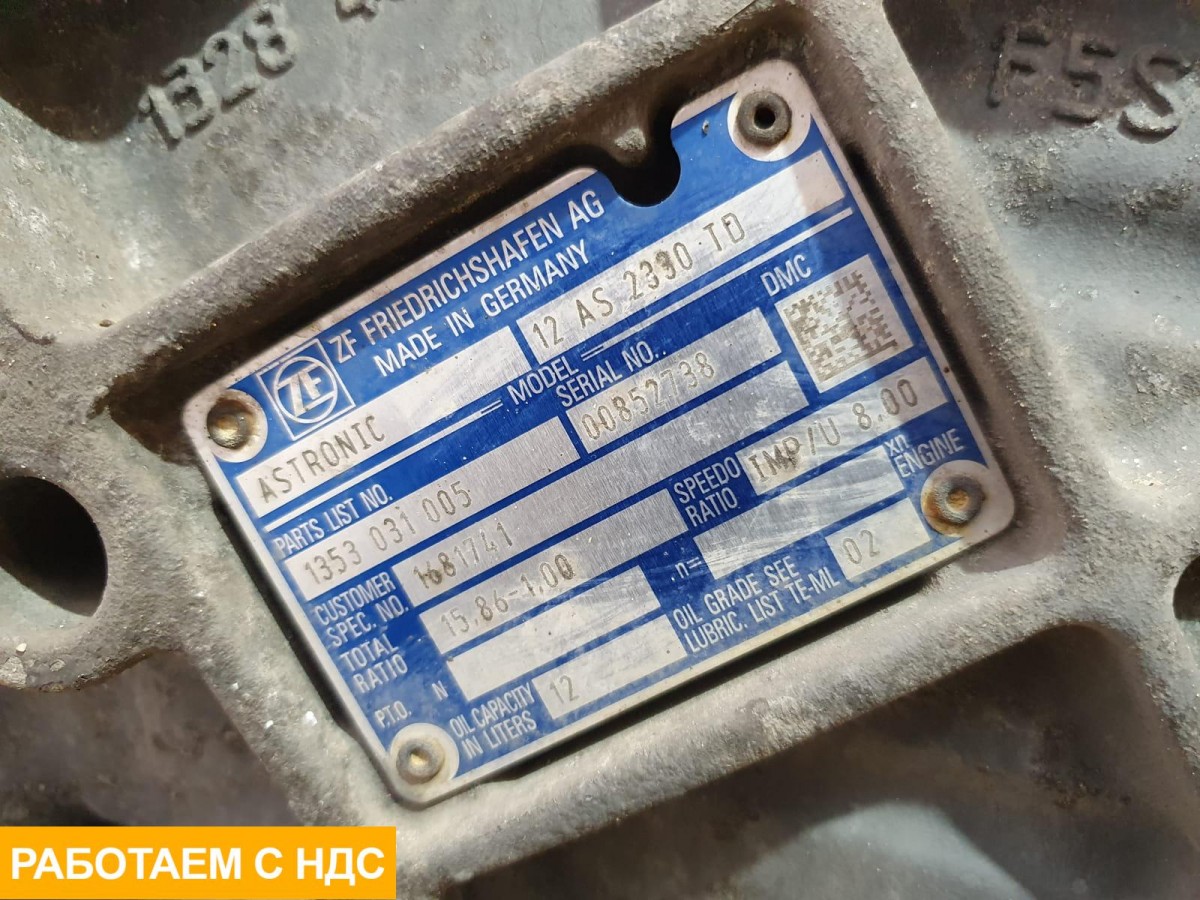 1328
F5S
ZF FRIEDRICHSHAFEN AG
MADE IN GERMANY
ZF
ASTRONIC
MODEL 12 AS 2330 TD
PARTS LIST NO. SERIAL NO.. DMC
1353 031 005 00852738
CUSTOMER SPEC. NO. 1681741
TOTAL RATIO 15.86-1.00 SPEEDO RATIO IMP/U 8.00
P.T.O. N .n= xn ENGINE
OIL CAPACITY IN LITERS 12 OIL GRADE SEE LUBRIC. LIST TE-ML 02
РАБОТАЕМ С НДС